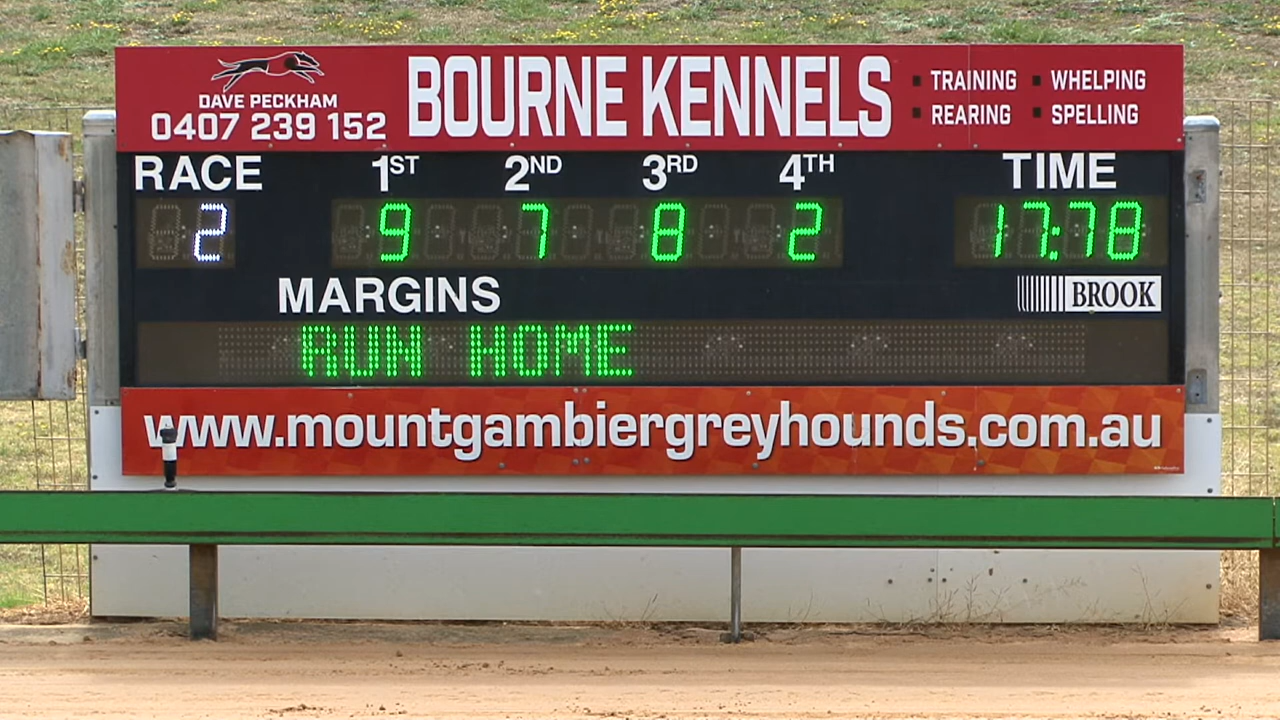 DAVE PECKHAM
0407 239 152
BOURNE KENNELS
▪ TRAINING ▪ WHELPING
▪ REARING ▪ SPELLING
RACE 1ST 2ND 3RD 4TH TIME
2 9 7 8 2 17:78
MARGINS
BROOK
RUN HOME
www.mountgambiergreyhounds.com.au